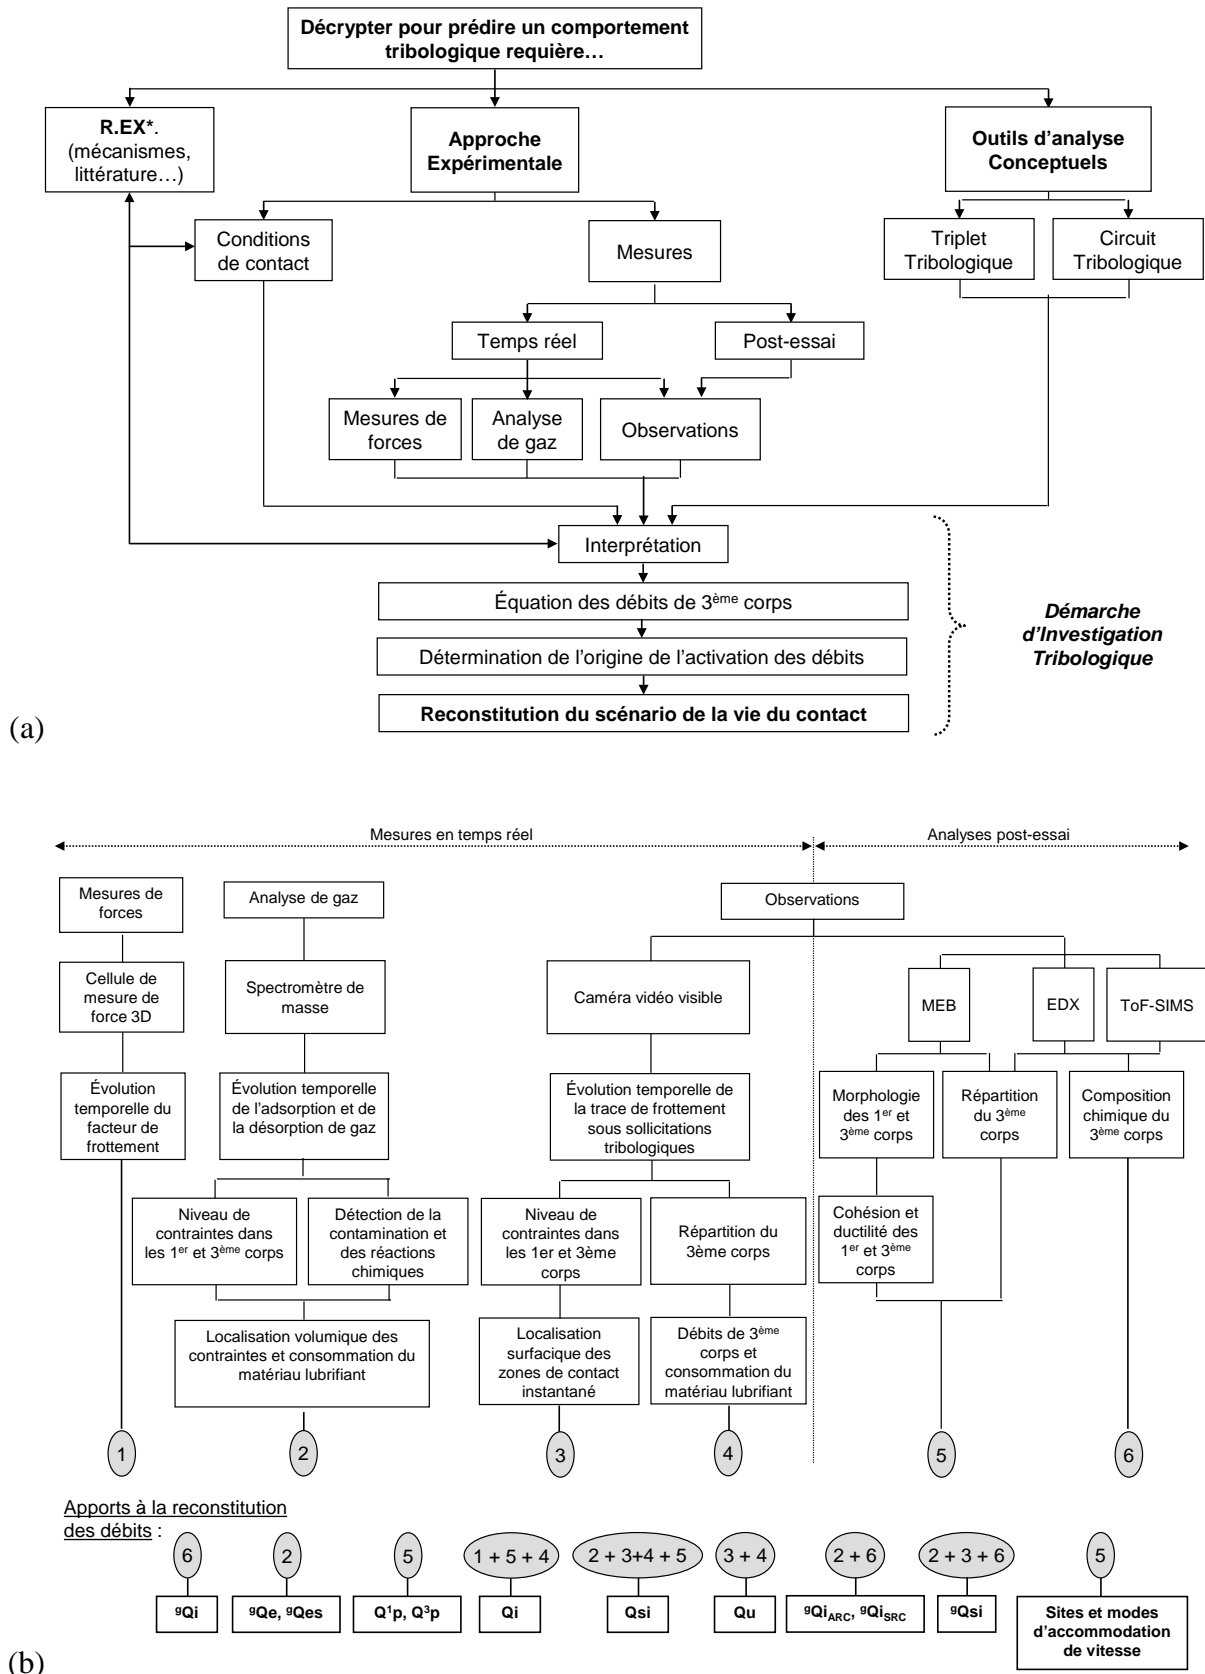 Décrypter pour prédire un comportement
tribologique requière…
R.EX*.
(mécanismes,
littérature…)
Approche
Expérimentale
Outils d’analyse
Conceptuels
Conditions
de contact
Mesures
Triplet
Tribologique
Circuit
Tribologique
Temps réel
Post-essai
Mesures de
forces
Analyse
de gaz
Observations
Interprétation
Équation des débits de 3ème corps
Détermination de l’origine de l’activation des débits
Reconstitution du scénario de la vie du contact
Démarche
d’Investigation
Tribologique
(a)
Mesures en temps réel
Analyses post-essai
Mesures de
forces
Analyse de gaz
Observations
Cellule de
mesure de
force 3D
Spectromètre de
masse
Caméra vidéo visible
MEB
EDX
ToF-SIMS
Évolution
temporelle du
facteur de
frottement
Évolution temporelle
de l’adsorption et de
la désorption de gaz
Évolution temporelle de
la trace de frottement
sous sollicitations
tribologiques
Morphologie
des 1er et
3ème corps
Répartition
du 3ème
corps
Composition
chimique du
3ème corps
Niveau de
contraintes dans
les 1er et 3ème corps
Détection de la
contamination et
des réactions
chimiques
Niveau de
contraintes dans
les 1er et 3ème
corps
Répartition du
3ème corps
Cohésion et
ductilité des
1er et 3ème
corps
Localisation volumique des
contraintes et consommation du
matériau lubrifiant
Localisation
surfacique des
zones de contact
instantané
Débits de 3ème
corps et
consommation du
matériau lubrifiant
1
2
3
4
5
6
Apports à la reconstitution
des débits :
6
2
5
1 + 5 + 4
2 + 3+4 + 5
3 + 4
2 + 6
2 + 3 + 6
5
gQi
gQe, gQes
Q1p, Q3p
Qi
Qsi
Qu
gQiARC, gQiSRC
gQsi
Sites et modes
d’accommodation
de vitesse
(b)